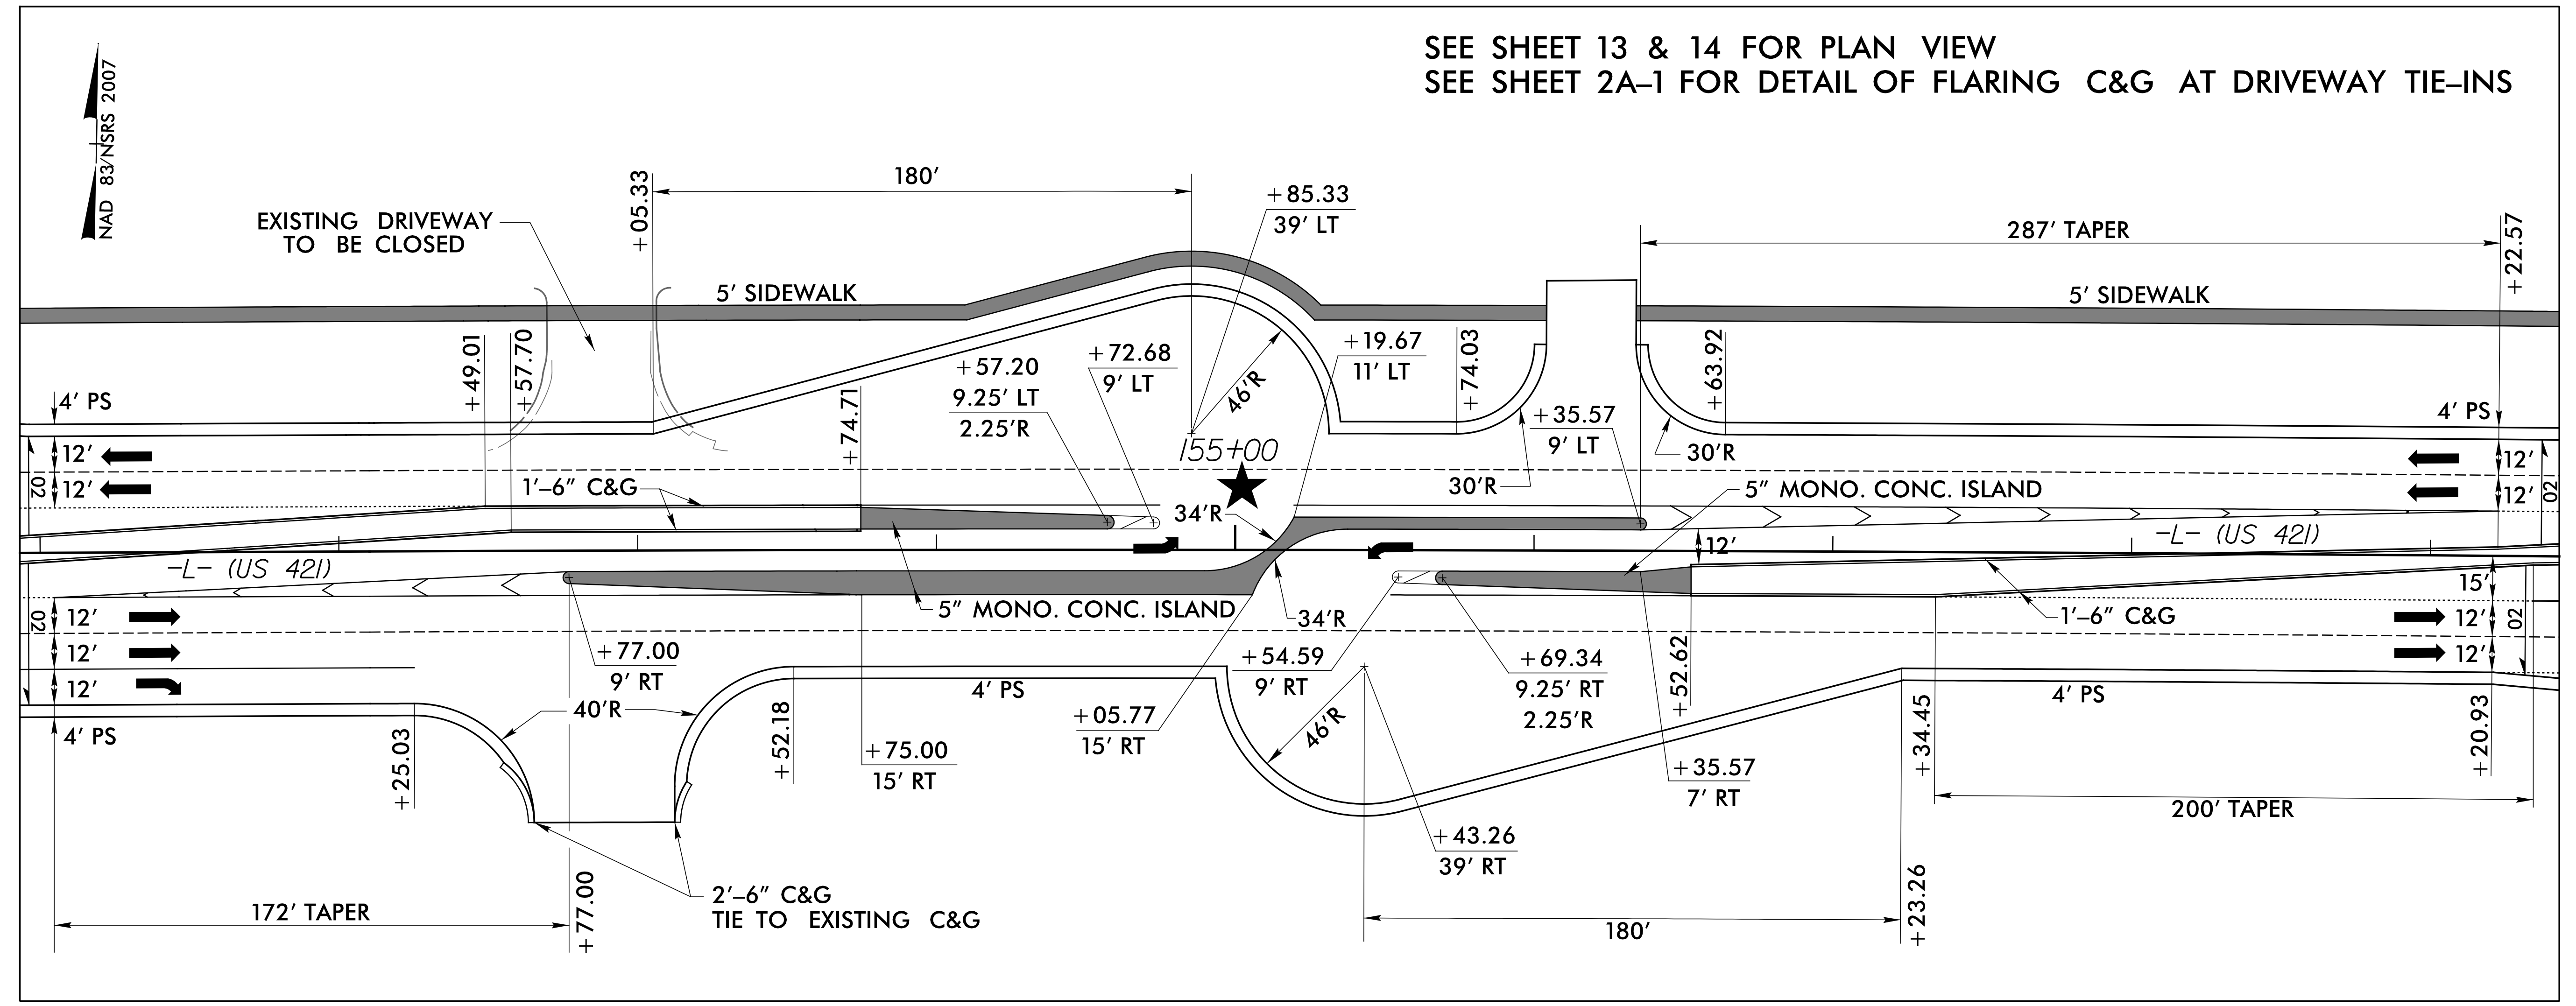 SEE SHEET 13 & 14 FOR PLAN VIEW
SEE SHEET 2A–1 FOR DETAIL OF FLARING C&G AT DRIVEWAY TIE–INS
NAD 83/NSRS 2007
180'
+05.33
+85.33
39' LT
EXISTING DRIVEWAY
TO BE CLOSED
287' TAPER
+22.57
5' SIDEWALK
5' SIDEWALK
+49.01
+57.70
+74.71
+57.20
9.25' LT
2.25'R
+72.68
9' LT
46'R
+19.67
11' LT
+74.03
+35.57
9' LT
+63.92
30'R
30'R
4' PS
4' PS
12'
12'
02
1'–6" C&G
155+00
34'R
5" MONO. CONC. ISLAND
12'
12'
02
-L- (US 421)
12'
-L- (US 421)
15'
12'
12'
02
12'
12'
12'
02
4' PS
5" MONO. CONC. ISLAND
34'R
1'–6" C&G
+77.00
9' RT
40'R
4' PS
+54.59
9' RT
+69.34
9.25' RT
2.25'R
+52.62
4' PS
+25.03
+52.18
+75.00
15' RT
+05.77
15' RT
46'R
+35.57
7' RT
+34.45
+20.93
200' TAPER
+43.26
39' RT
172' TAPER
+77.00
2'–6" C&G
TIE TO EXISTING C&G
180'
+23.26